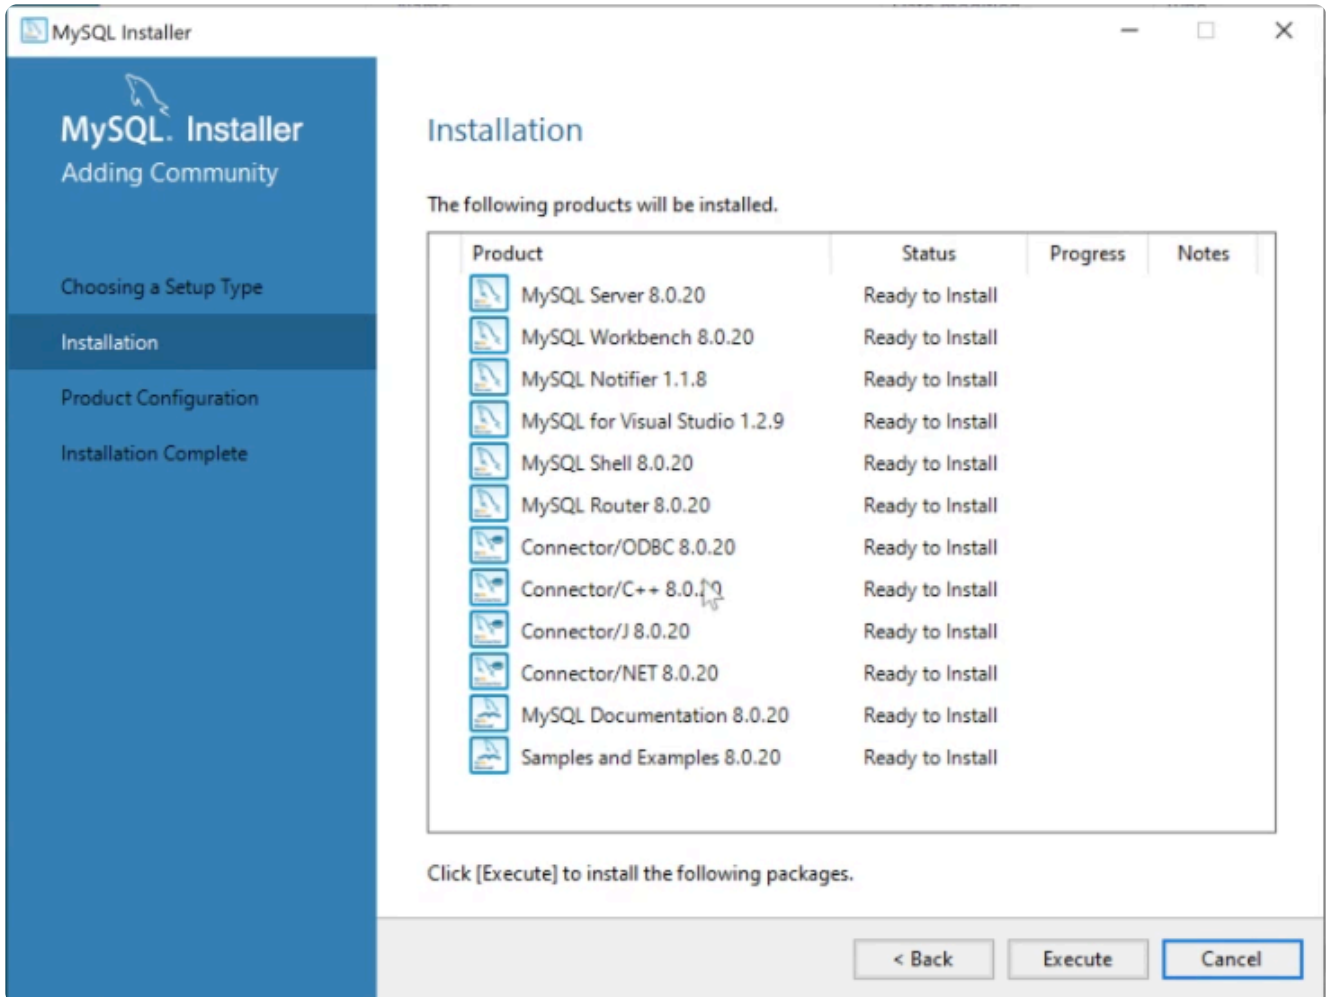 MySQL Installer
MySQL. Installer
Adding Community
Choosing a Setup Type
Installation
Product Configuration
Installation Complete
Installation
The following products will be installed.
Product Status Progress Notes
MySQL Server 8.0.20 Ready to Install
MySQL Workbench 8.0.20 Ready to Install
MySQL Notifier 1.1.8 Ready to Install
MySQL for Visual Studio 1.2.9 Ready to Install
MySQL Shell 8.0.20 Ready to Install
MySQL Router 8.0.20 Ready to Install
Connector/ODBC 8.0.20 Ready to Install
Connector/C++ 8.0.20 Ready to Install
Connector/J 8.0.20 Ready to Install
Connector/NET 8.0.20 Ready to Install
MySQL Documentation 8.0.20 Ready to Install
Samples and Examples 8.0.20 Ready to Install
Click [Execute] to install the following packages.
< Back Execute Cancel